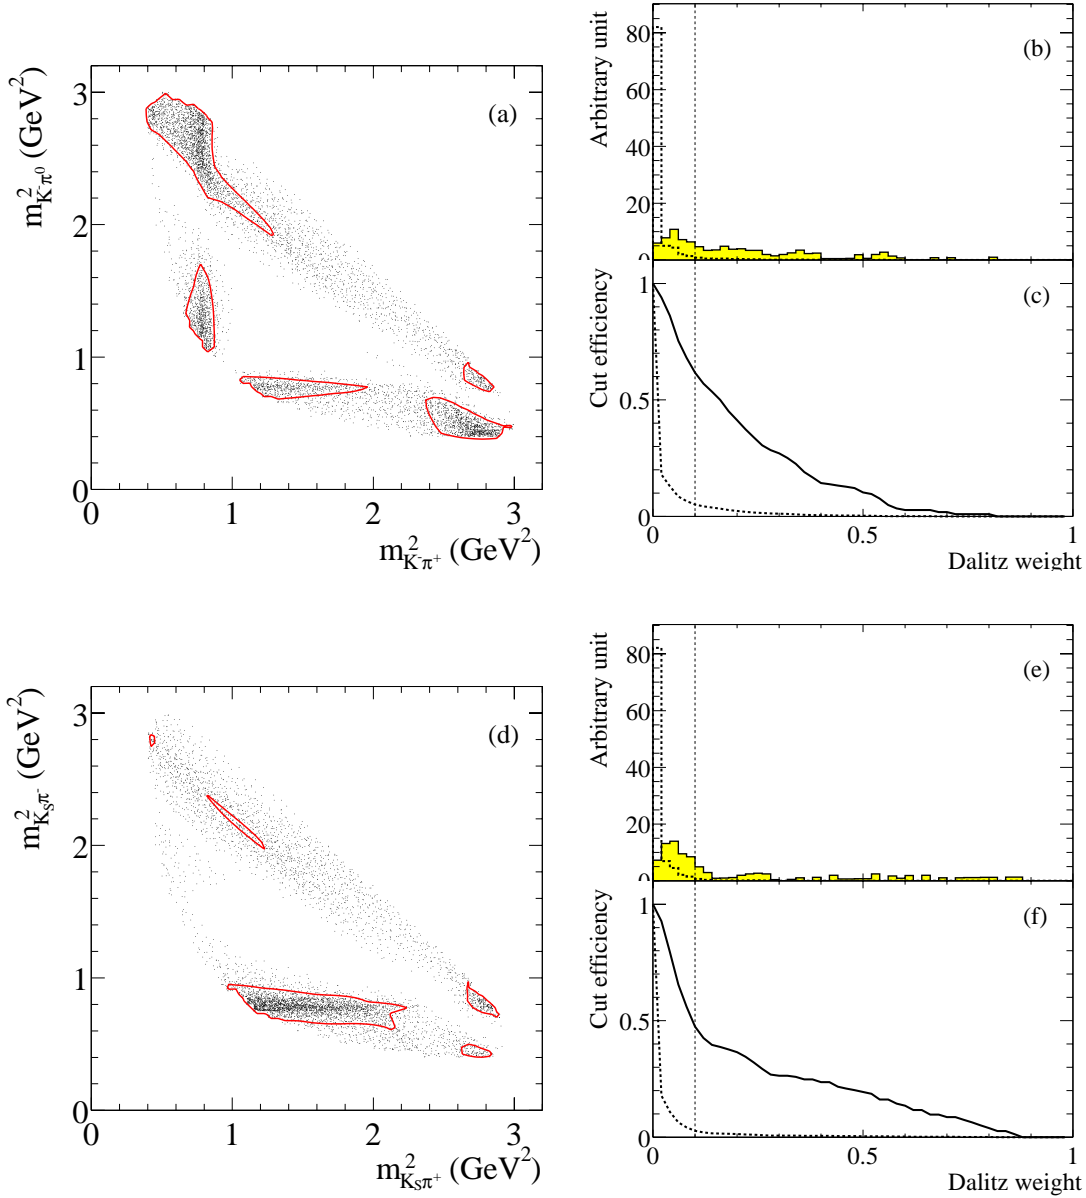 (a)
m²K⁻π⁰ (GeV²)
3
2
1
0
0 1 2 3
m²K⁻π⁺ (GeV²)
(b)
Arbitrary unit
80
60
40
20
0
(c)
Cut efficiency
1
0.5
0
0 0.5 1
Dalitz weight
(d)
m²KSπ⁻ (GeV²)
3
2
1
0
0 1 2 3
m²KSπ⁺ (GeV²)
(e)
Arbitrary unit
80
60
40
20
0
(f)
Cut efficiency
1
0.5
0
0 0.5 1
Dalitz weight